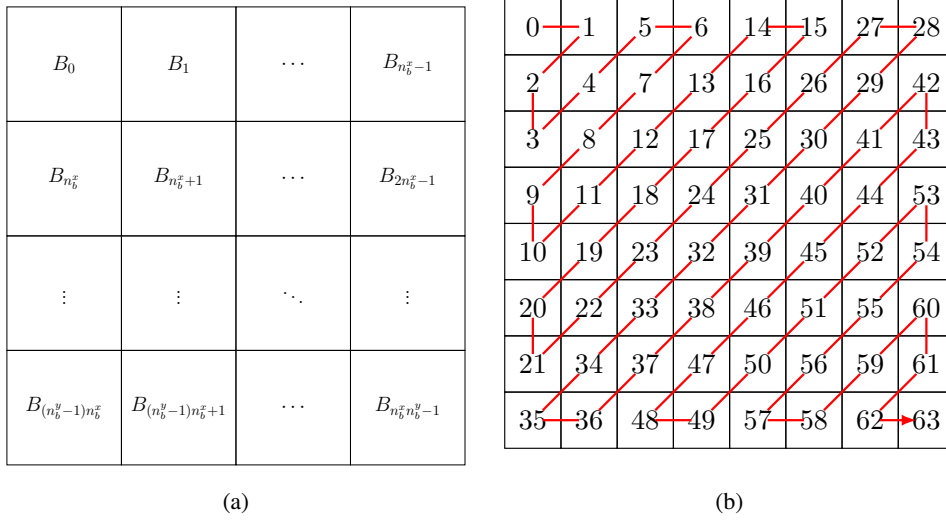 B_0 B_1 ⋯ B_{n_b^x−1}
B_{n_b^x} B_{n_b^x+1} ⋯ B_{2n_b^x−1}
⋮ ⋮ ⋱ ⋮
B_{(n_b^y−1)n_b^x} B_{(n_b^y−1)n_b^x+1} ⋯ B_{n_b^x n_b^y−1}
(a)
0 1 5 6 14 15 27 28
2 4 7 13 16 26 29 42
3 8 12 17 25 30 41 43
9 11 18 24 31 40 44 53
10 19 23 32 39 45 52 54
20 22 33 38 46 51 55 60
21 34 37 47 50 56 59 61
35 36 48 49 57 58 62 63
(b)